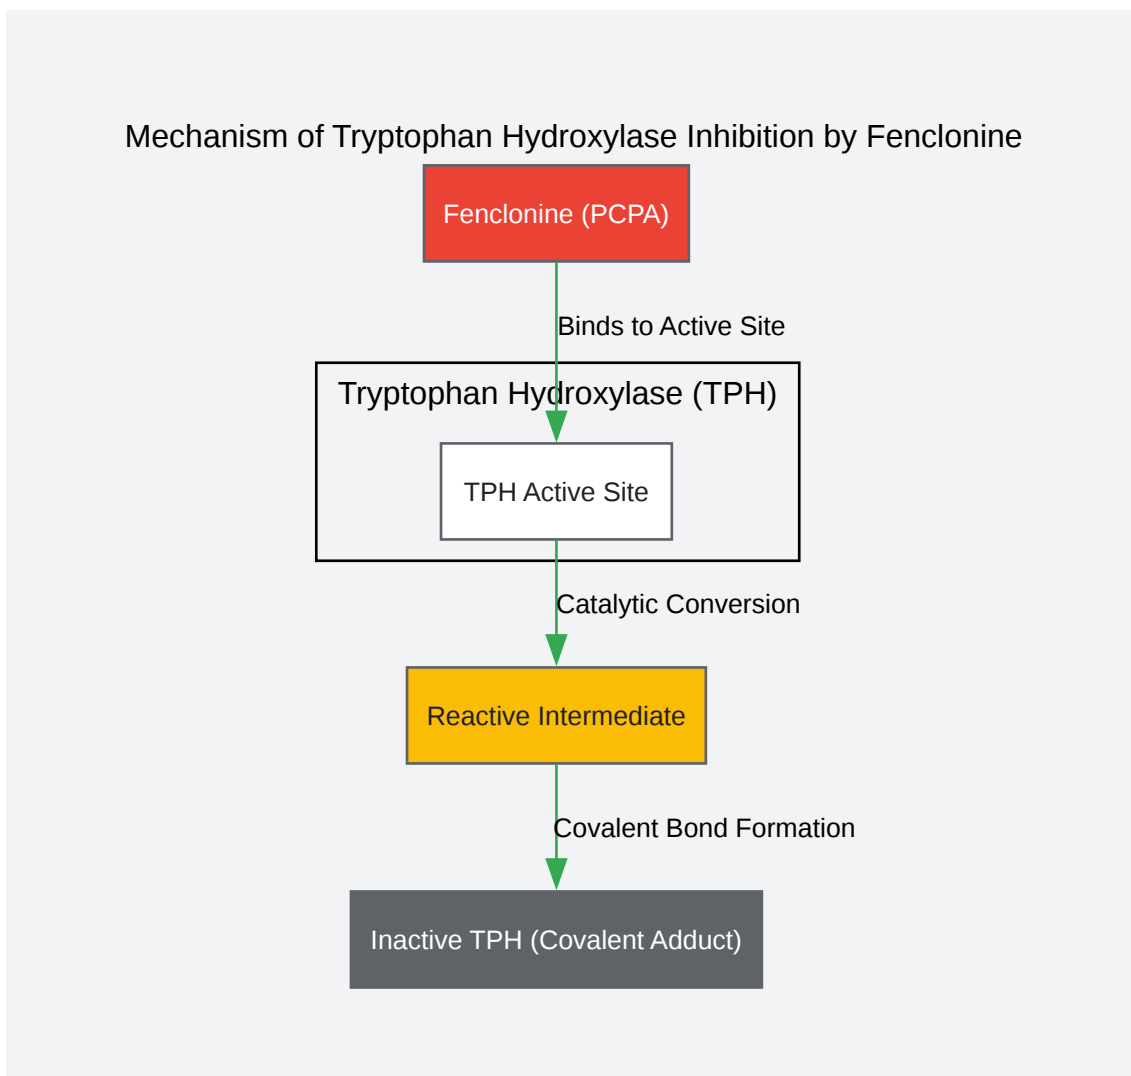 Mechanism of Tryptophan Hydroxylase Inhibition by Fenclonine
Fenclonine (PCPA)
Binds to Active Site
Tryptophan Hydroxylase (TPH)
TPH Active Site
Catalytic Conversion
Reactive Intermediate
Covalent Bond Formation
Inactive TPH (Covalent Adduct)